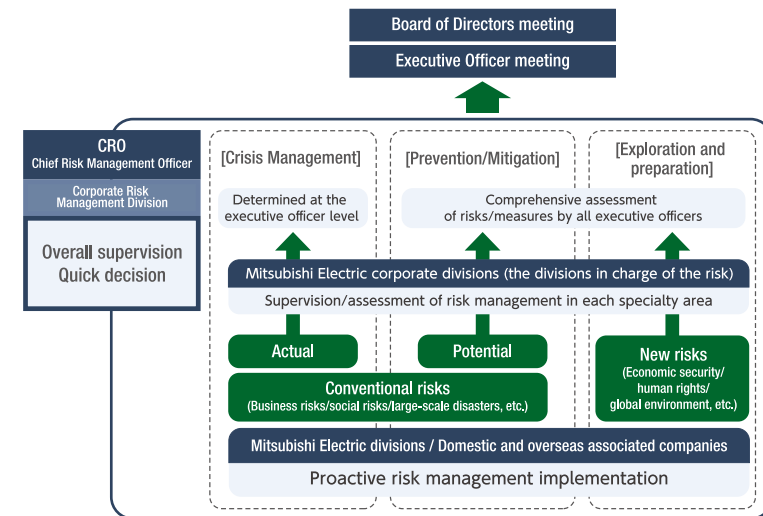 Board of Directors meeting
Executive Officer meeting
CRO
Chief Risk Management Officer
Corporate Risk
Management Division
Overall supervision
Quick decision
[Crisis Management]
[Prevention/Mitigation]
[Exploration and
preparation]
Determined at the
executive officer level
Comprehensive assessment
of risks/measures by all executive officers
Mitsubishi Electric corporate divisions (the divisions in charge of the risk)
Supervision/assessment of risk management in each specialty area
Actual
Potential
Conventional risks
(Business risks/social risks/large-scale disasters, etc.)
New risks
(Economic security/
human rights/
global environment, etc.)
Mitsubishi Electric divisions / Domestic and overseas associated companies
Proactive risk management implementation